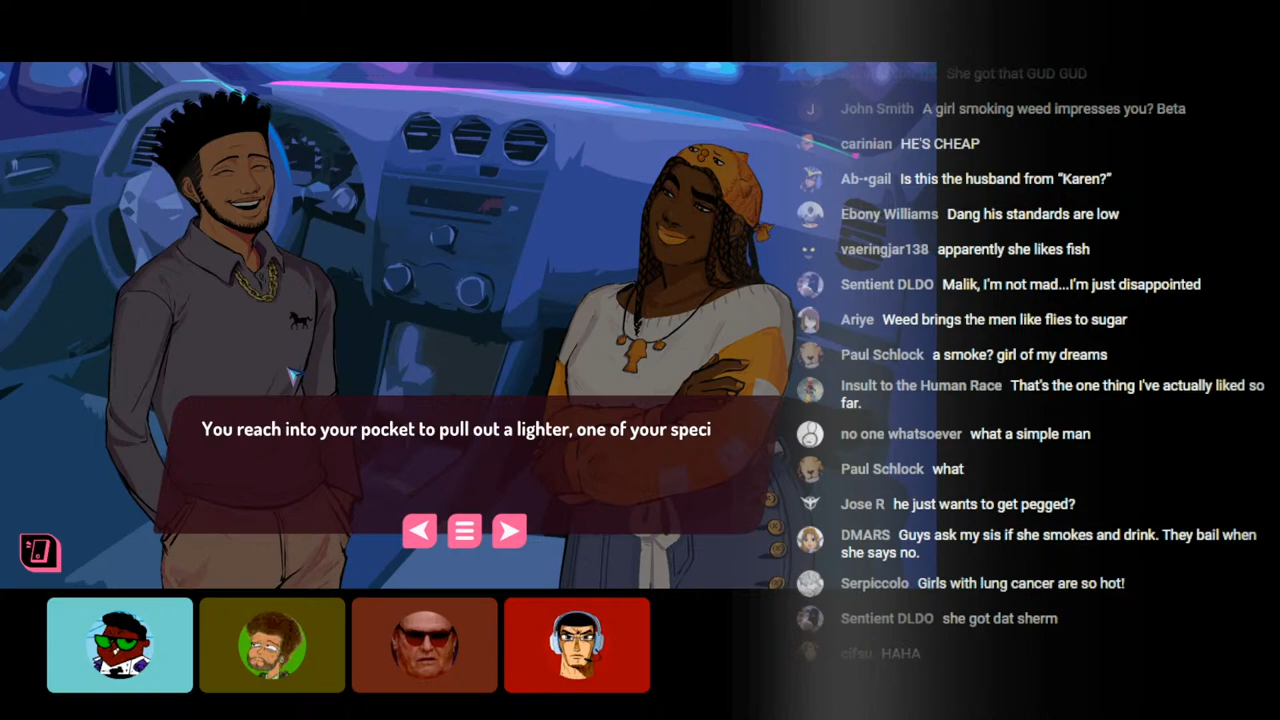 She got that GUD GUD
John Smith A girl smoking weed impresses you? Beta
carinian HE'S CHEAP
Ab-•gail Is this the husband from “Karen?”
Ebony Williams Dang his standards are low
vaeringjar138 apparently she likes fish
Sentient DLDO Malik, I'm not mad...I'm just disappointed
Ariye Weed brings the men like flies to sugar
Paul Schlock a smoke? girl of my dreams
Insult to the Human Race That's the one thing I've actually liked so
far.
no one whatsoever what a simple man
Paul Schlock what
Jose R he just wants to get pegged?
DMARS Guys ask my sis if she smokes and drink. They bail when
she says no.
Serpiccolo Girls with lung cancer are so hot!
Sentient DLDO she got dat sherm
cifsu HAHA
You reach into your pocket to pull out a lighter, one of your speci